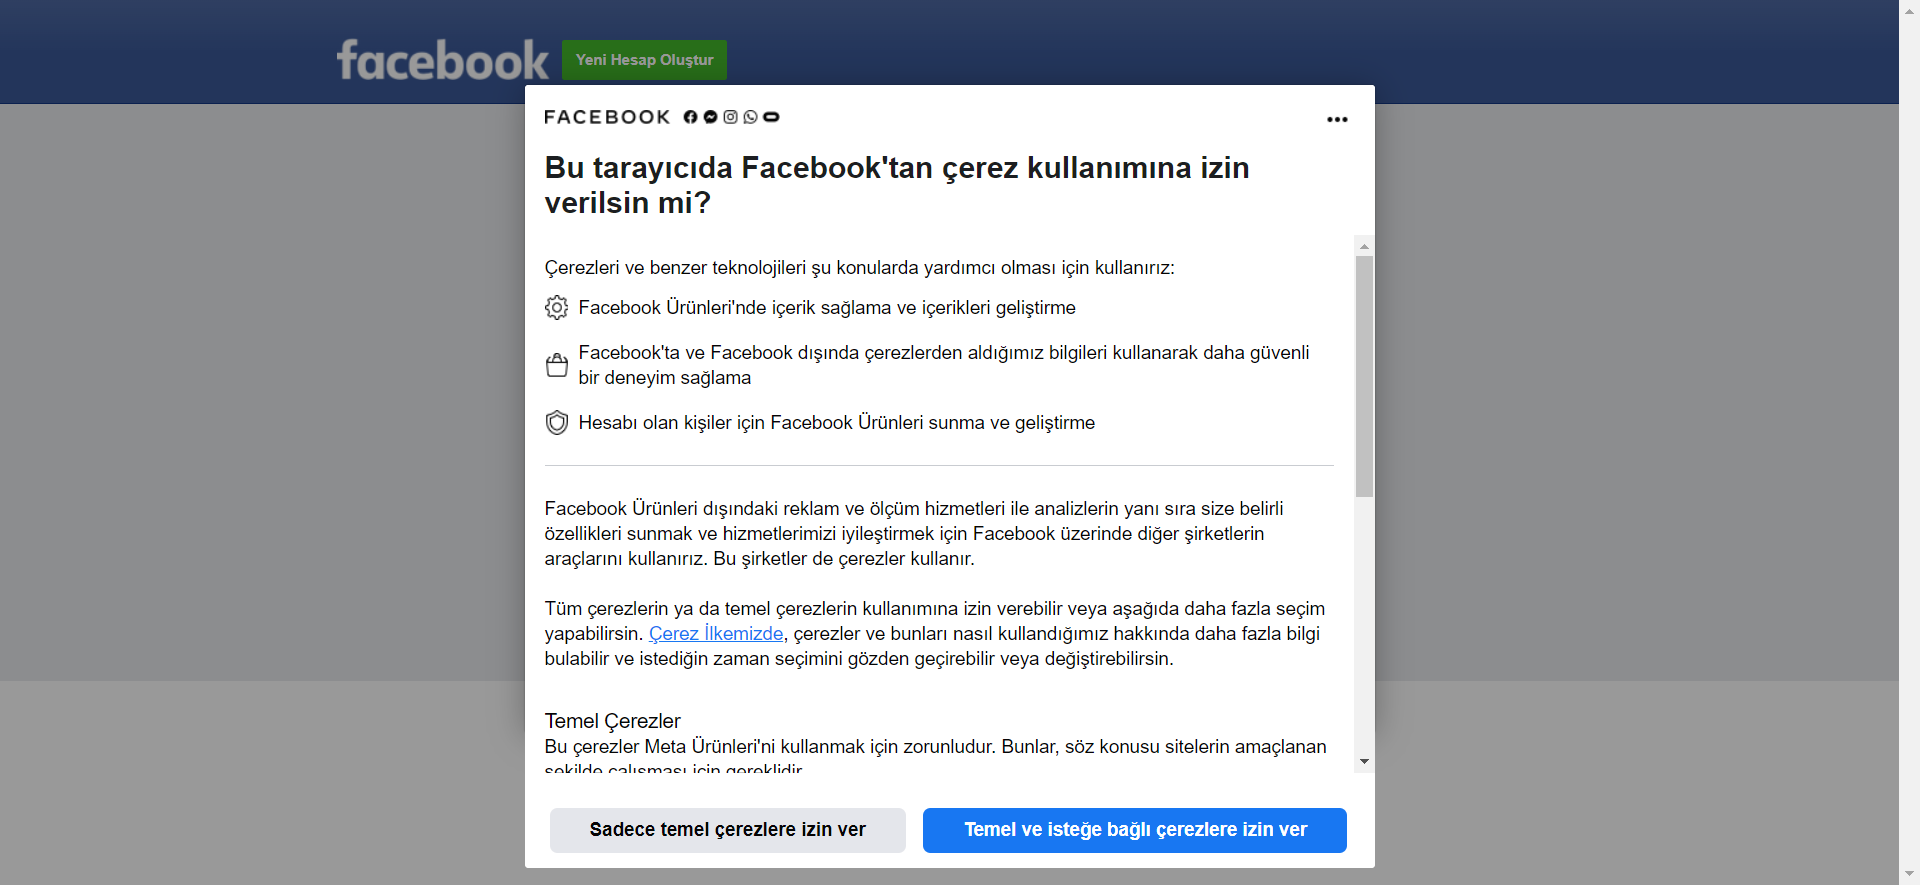 facebook
Yeni Hesap Oluştur
FACEBOOK
Bu tarayıcıda Facebook'tan çerez kullanımına izin
verilsin mi?
Çerezleri ve benzer teknolojileri şu konularda yardımcı olması için kullanırız:
Facebook Ürünleri'nde içerik sağlama ve içerikleri geliştirme
Facebook'ta ve Facebook dışında çerezlerden aldığımız bilgileri kullanarak daha güvenli
bir deneyim sağlama
Hesabı olan kişiler için Facebook Ürünleri sunma ve geliştirme
Facebook Ürünleri dışındaki reklam ve ölçüm hizmetleri ile analizlerin yanı sıra size belirli
özellikleri sunmak ve hizmetlerimizi iyileştirmek için Facebook üzerinde diğer şirketlerin
araçlarını kullanırız. Bu şirketler de çerezler kullanır.
Tüm çerezlerin ya da temel çerezlerin kullanımına izin verebilir veya aşağıda daha fazla seçim
yapabilirsin. Çerez İlkemizde, çerezler ve bunları nasıl kullandığımız hakkında daha fazla bilgi
bulabilir ve istediğin zaman seçimini gözden geçirebilir veya değiştirebilirsin.
Temel Çerezler
Bu çerezler Meta Ürünleri'ni kullanmak için zorunludur. Bunlar, söz konusu sitelerin amaçlanan
şekilde çalışması için gereklidir.
Sadece temel çerezlere izin ver
Temel ve isteğe bağlı çerezlere izin ver